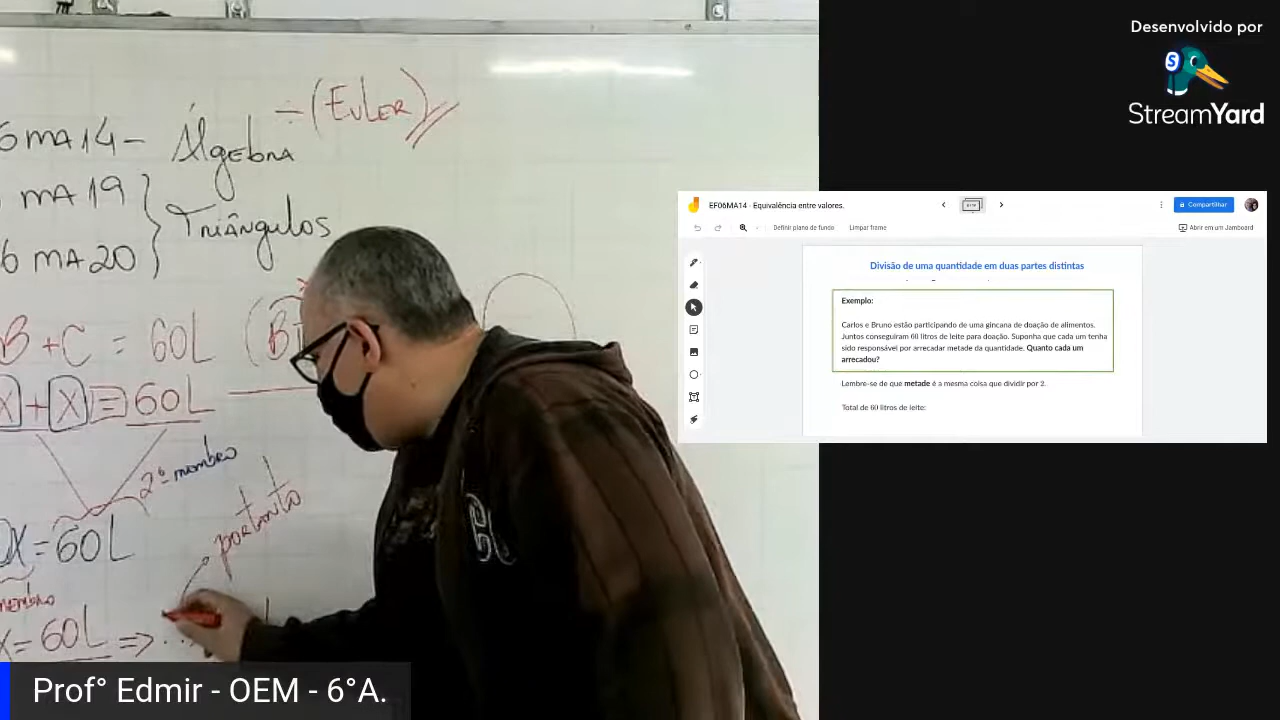 ÷ (EULER)
6 MA14 - Álgebra
MA 19
Triângulos
6 MA20
B + C = 60L
X + X = 60L
2º membro
portanto
X = 60L
membro
X = 60L =>
Prof° Edmir - OEM - 6°A.
Desenvolvido por
StreamYard
EF06MA14 - Equivalência entre valores.
Compartilhar
Definir plano de fundo Limpar frame
Abrir em um Jamboard
Divisão de uma quantidade em duas partes distintas
Exemplo:
Carlos e Bruno estão participando de uma gincana de doação de alimentos.
Juntos conseguiram 60 litros de leite para doação. Suponha que cada um tenha
sido responsável por arrecadar metade da quantidade. Quanto cada um
arrecadou?
Lembre-se de que metade é a mesma coisa que dividir por 2.
Total de 60 litros de leite: